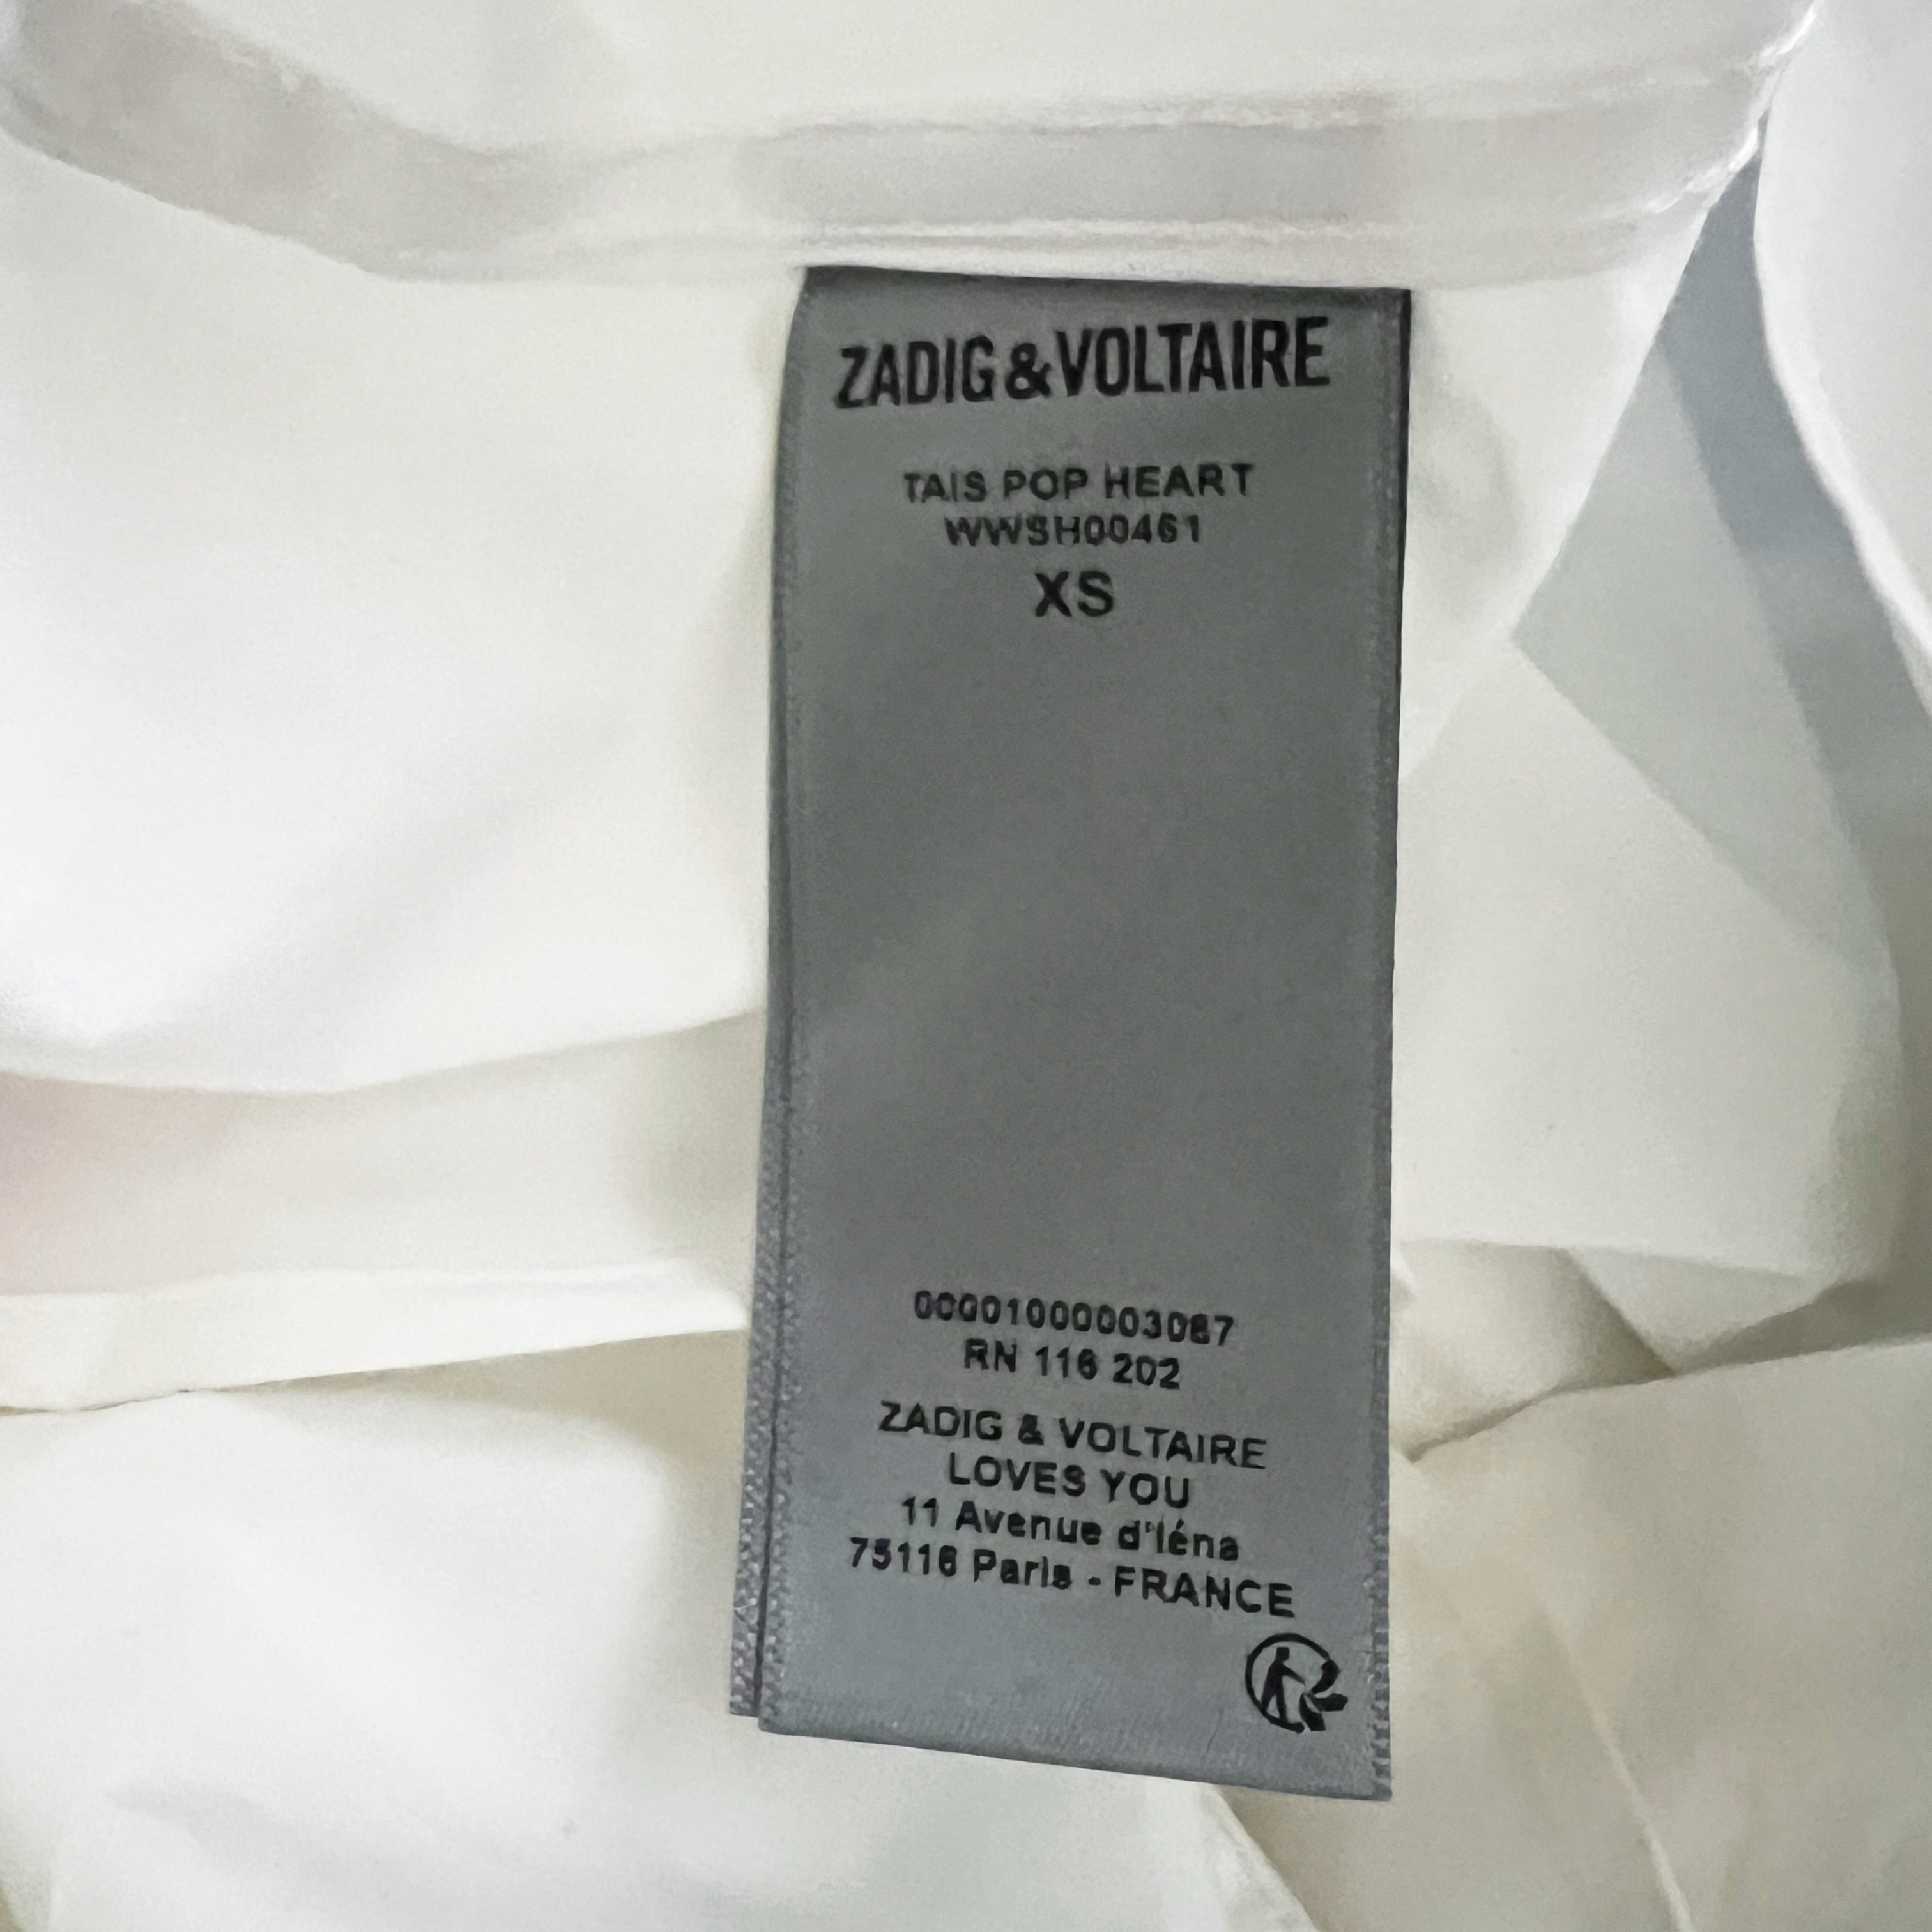 ZADIG&VOLTAIRE
TAIS POP HEART
WWSH00461
XS
00001000003087
RN 116 202
ZADIG & VOLTAIRE
LOVES YOU
11 Avenue d'Iéna
75116 Paris - FRANCE